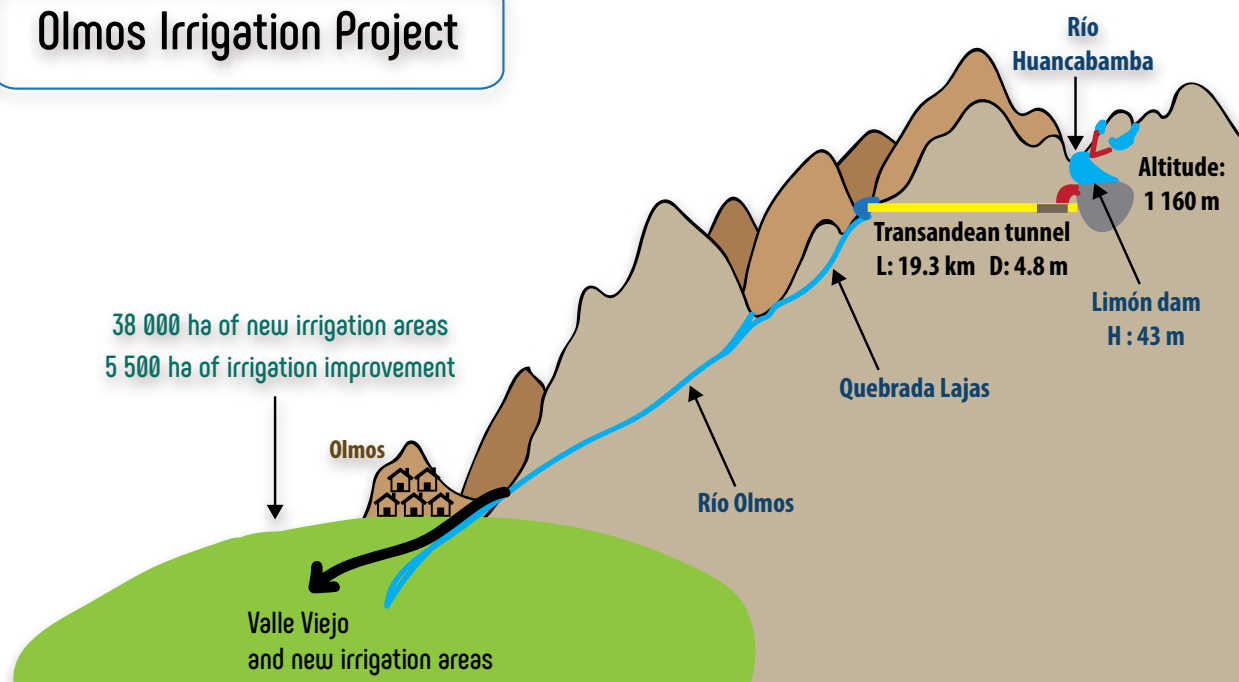 Olmos Irrigation Project
Río
Huancabamba
Altitude:
1 160 m
Transandean tunnel
L: 19.3 km D: 4.8 m
Limón dam
H : 43 m
38 000 ha of new irrigation areas
5 500 ha of irrigation improvement
Quebrada Lajas
Olmos
Río Olmos
Valle Viejo
and new irrigation areas